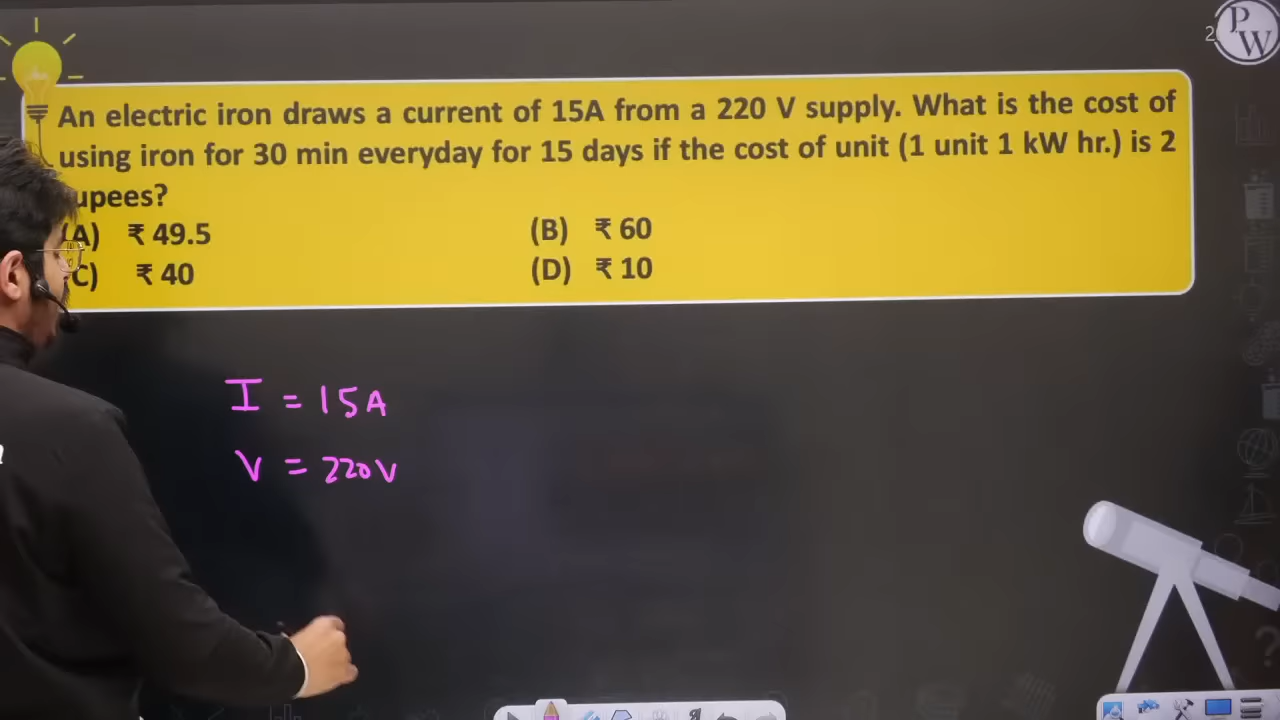 PW
2
An electric iron draws a current of 15A from a 220 V supply. What is the cost of
using iron for 30 min everyday for 15 days if the cost of unit (1 unit 1 kW hr.) is 2
upees?
(A) ₹ 49.5
(B) ₹ 60
C) ₹ 40
(D) ₹ 10
I = 15A
V = 220V